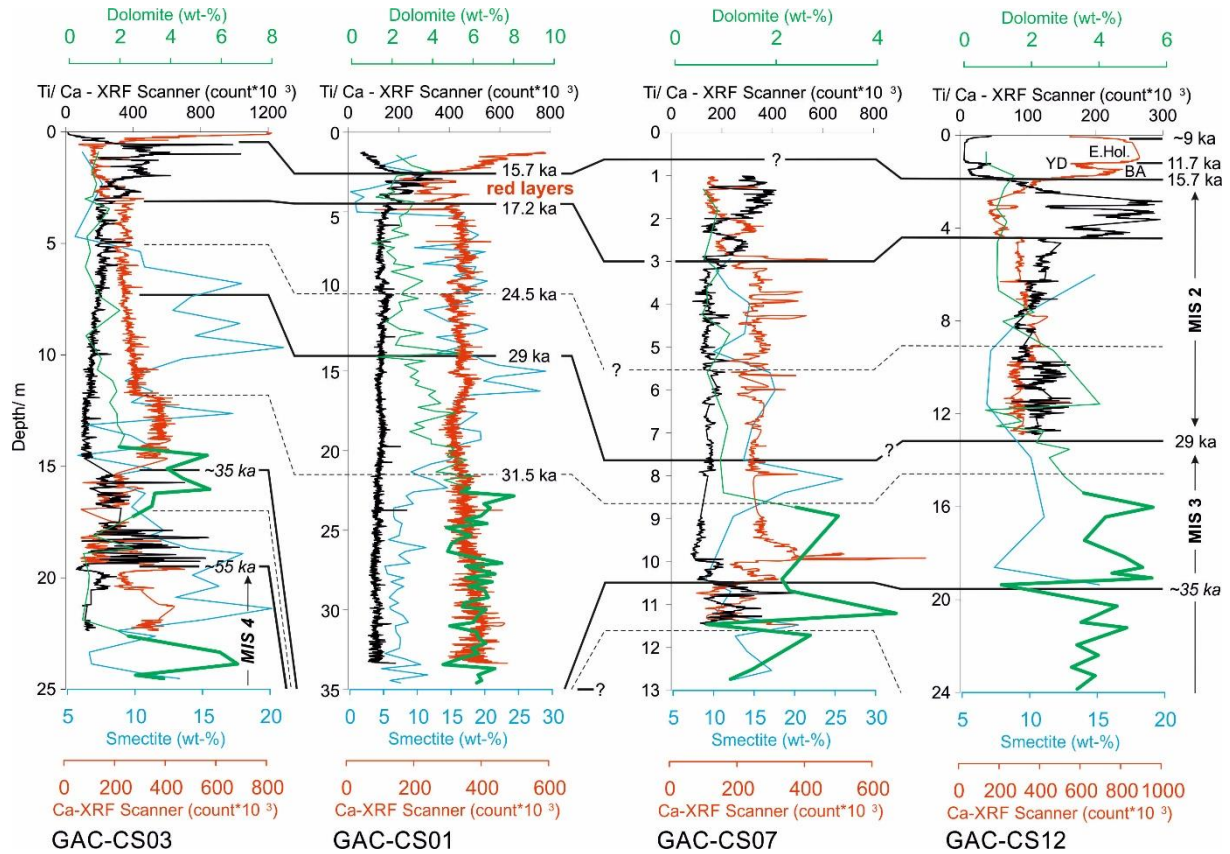 Dolomite (wt-%)
0 2 4 6 8
Dolomite (wt-%)
0 2 4 6 8 10
Dolomite (wt-%)
0 2 4
Dolomite (wt-%)
0 2 4 6
Ti/ Ca - XRF Scanner (count*10 3)
0 400 800 1200
Ti/ Ca - XRF Scanner (count*10 3)
0 200 400 600 800
Ti/ Ca - XRF Scanner (count*10 3)
0 200 400 600 800
Ti/ Ca - XRF Scanner (count*10 3)
0 100 200 300
Depth/ m
0
5
10
15
20
25
0
5
10
15
20
25
30
35
0
1
2
3
4
5
6
7
8
9
10
11
12
13
0
4
8
12
16
20
24
15.7 ka
red layers
17.2 ka
24.5 ka
29 ka
31.5 ka
~35 ka
~55 ka
MIS 4
?
?
?
?
~9 ka
E.Hol.
YD
11.7 ka
BA
15.7 ka
MIS 2
29 ka
MIS 3
~35 ka
5 10 15 20
Smectite (wt-%)
0 5 10 15 20 25 30 35
Smectite (wt-%)
5 10 15 20 25 30
Smectite (wt-%)
5 10 15 20
Smectite (wt-%)
0 200 400 600 800
Ca-XRF Scanner (count*10 3)
0 200 400 600 800
Ca-XRF Scanner (count*10 3)
0 200 400 600
Ca-XRF Scanner (count*10 3)
0 200 400 600 800 1000
Ca-XRF Scanner (count*10 3)
GAC-CS03
GAC-CS01
GAC-CS07
GAC-CS12